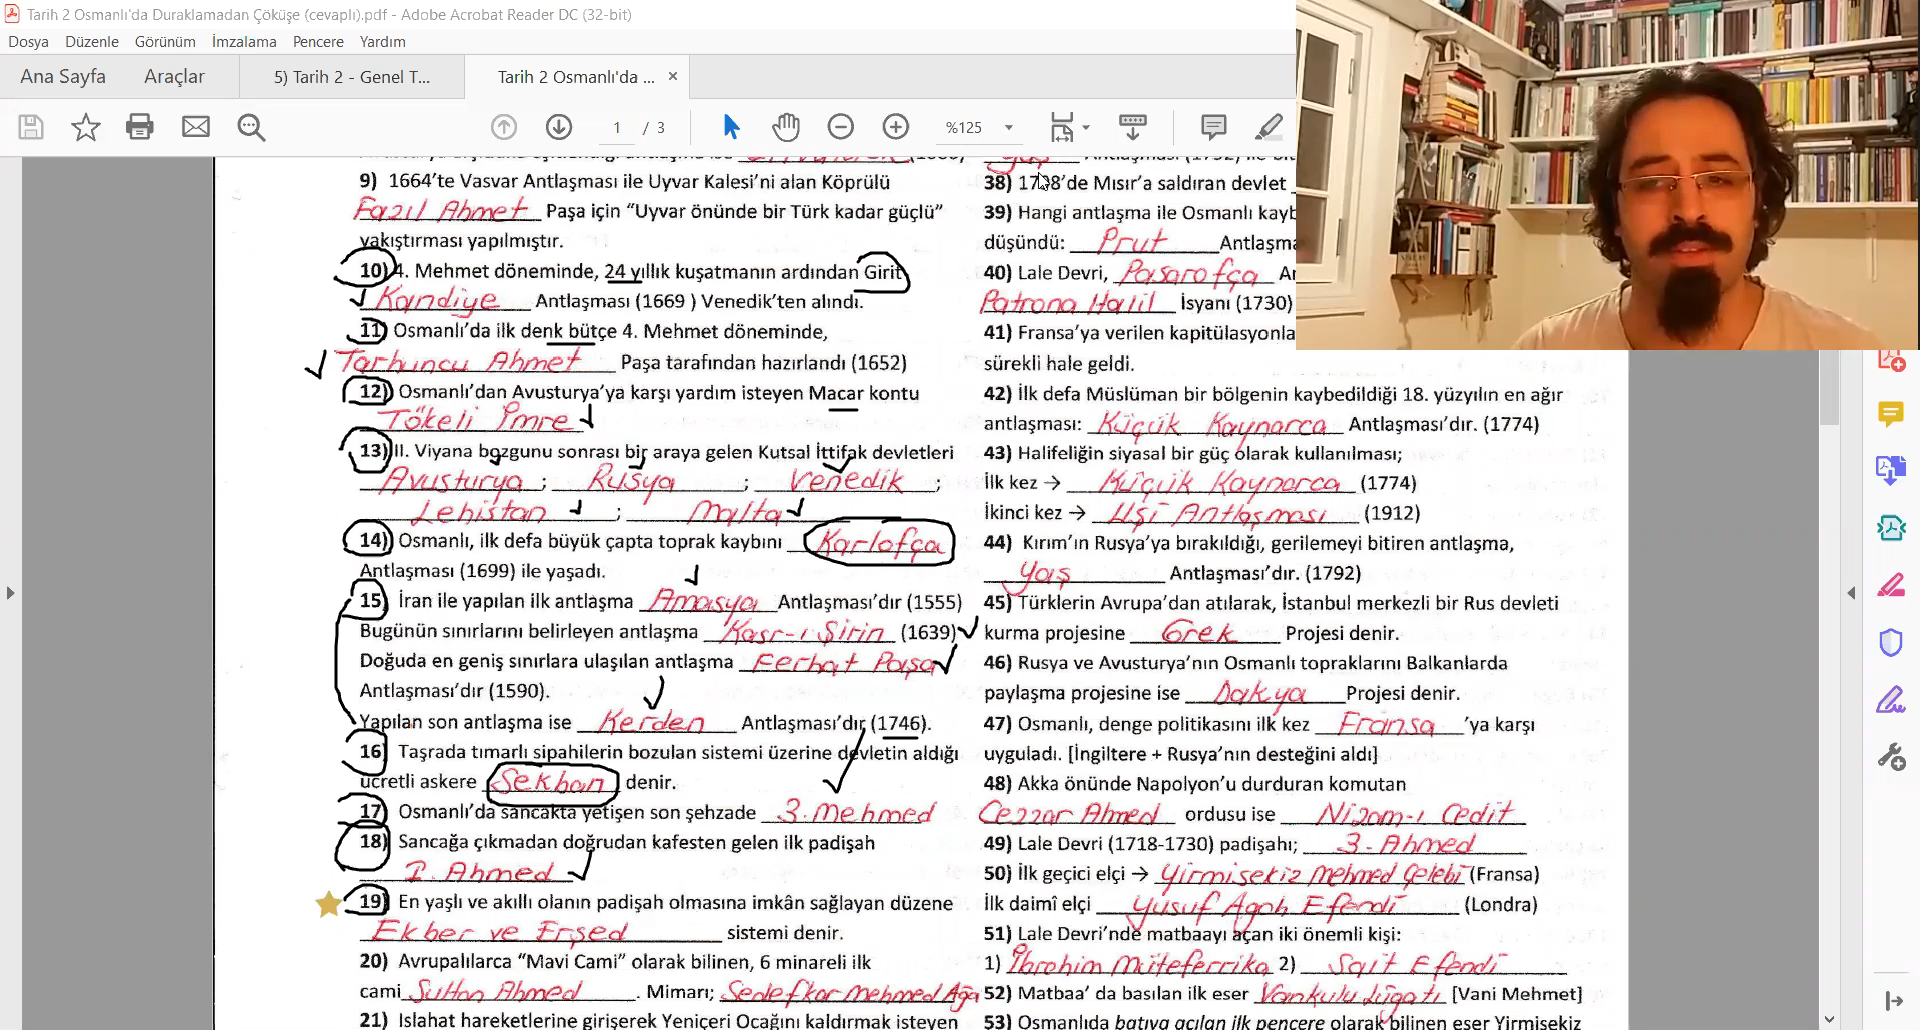 Tarih 2 Osmanlı'da Duraklamadan Çöküşe (cevaplı).pdf - Adobe Acrobat Reader DC (32-bit)
Dosya Düzenle Görünüm İmzalama Pencere Yardım
Ana Sayfa Araçlar 5) Tarih 2 - Genel T... Tarih 2 Osmanlı'da ... ×
1 / 3 %125
9) 1664'te Vasvar Antlaşması ile Uyvar Kalesi'ni alan Köprülü
Fazıl Ahmet Paşa için "Uyvar önünde bir Türk kadar güçlü"
yakıştırması yapılmıştır.
10) 4. Mehmet döneminde, 24 yıllık kuşatmanın ardından Girit
Kandiye Antlaşması (1669 ) Venedik'ten alındı.
11) Osmanlı'da ilk denk bütçe 4. Mehmet döneminde,
Tarhuncu Ahmet Paşa tarafından hazırlandı (1652)
12) Osmanlı'dan Avusturya'ya karşı yardım isteyen Macar kontu
Tökeli İmre
13) II. Viyana bozgunu sonrası bir araya gelen Kutsal İttifak devletleri
Avusturya ; Rusya ; Venedik ;
Lehistan ; Malta
14) Osmanlı, ilk defa büyük çapta toprak kaybını Karlofça
Antlaşması (1699) ile yaşadı.
15) İran ile yapılan ilk antlaşma Amasya Antlaşması'dır (1555)
Bugünün sınırlarını belirleyen antlaşma Kasr-ı Şirin (1639)
Doğuda en geniş sınırlara ulaşılan antlaşma Ferhat Paşa
Antlaşması'dır (1590).
Yapılan son antlaşma ise Kerden Antlaşması'dır (1746).
16) Taşrada tımarlı sipahilerin bozulan sistemi üzerine devletin aldığı
ücretli askere Sekban denir.
17) Osmanlı'da sancakta yetişen son şehzade 3. Mehmed
18) Sancağa çıkmadan doğrudan kafesten gelen ilk padişah
I. Ahmed
19) En yaşlı ve akıllı olanın padişah olmasına imkân sağlayan düzene
Ekber ve Erşed sistemi denir.
20) Avrupalılarca "Mavi Cami" olarak bilinen, 6 minareli ilk
cami Sultan Ahmed . Mimarı; Sedefkar Mehmed Ağa
21) Islahat hareketlerine girişerek Yeniçeri Ocağını kaldırmak isteyen
Yaş Antlaşması (1792) ile
38) 1798'de Mısır'a saldıran devlet
39) Hangi antlaşma ile Osmanlı
düşündü: Prut
40) Lale Devri, Pasarofça
Patrona Halil İsyanı (1730)
41) Fransa'ya verilen
sürekli hale geldi.
42) İlk defa Müslüman bir bölgenin kaybedildiği 18. yüzyılın en ağır
antlaşması: Küçük Kaynarca Antlaşması'dır. (1774)
43) Halifeliğin siyasal bir güç olarak kullanılması;
İlk kez → Küçük Kaynarca (1774)
İkinci kez → Uşi Antlaşması (1912)
44) Kırım'ın Rusya'ya bırakıldığı, gerilemeyi bitiren antlaşma,
Yaş Antlaşması'dır. (1792)
45) Türklerin Avrupa'dan atılarak, İstanbul merkezli bir Rus devleti
kurma projesine Grek Projesi denir.
46) Rusya ve Avusturya'nın Osmanlı topraklarını Balkanlarda
paylaşma projesine ise Dakya Projesi denir.
47) Osmanlı, denge politikasını ilk kez Fransa 'ya karşı
uyguladı. [İngiltere + Rusya'nın desteğini aldı]
48) Akka önünde Napolyon'u durduran komutan
Cezzar Ahmed ordusu ise Nizam-ı Cedit
49) Lale Devri (1718-1730) padişahı; 3. Ahmed
50) İlk geçici elçi → Yirmisekiz Mehmed Çelebi (Fransa)
İlk daimî elçi Yusuf Agah Efendi (Londra)
51) Lale Devri'nde matbaayı açan iki önemli kişi:
1) İbrahim Müteferrika 2) Sait Efendi
52) Matbaa' da basılan ilk eser Vankulu Lügatı [Vani Mehmet]
53) Osmanlıda batıya açılan ilk pencere olarak bilinen eser Yirmisekiz